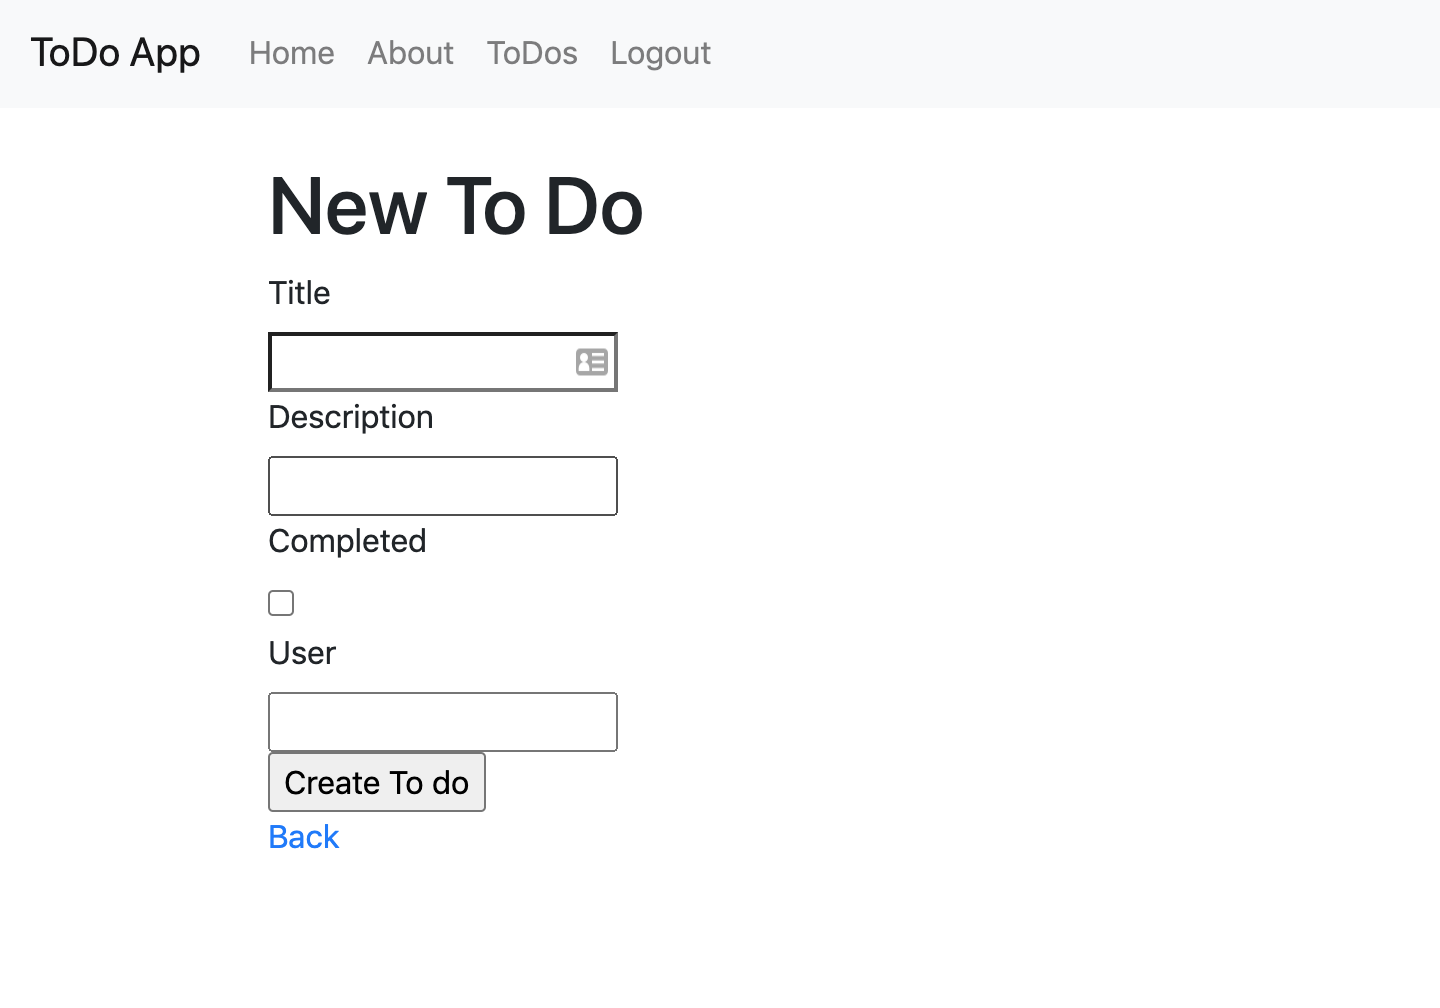 ToDo App Home About ToDos Logout
New To Do
Title
Description
Completed
User
Create To do
Back